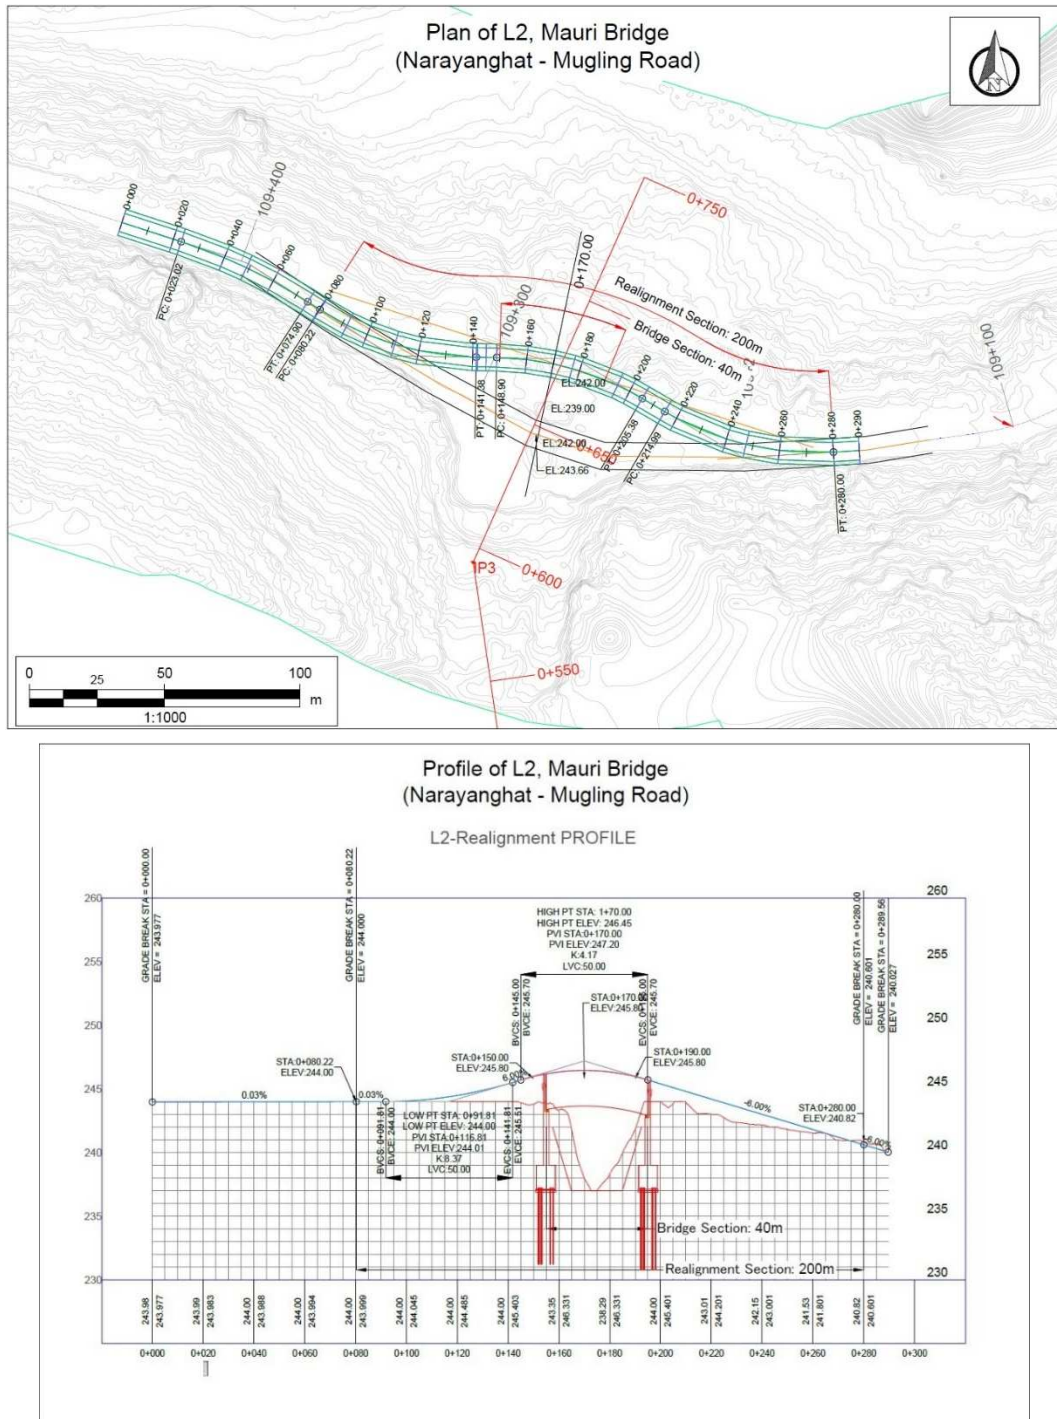 Plan of L2, Mauri Bridge
(Narayanghat - Mugling Road)
N
0+000
0+020
0+040
109+400
0+060
0+080
0+100
0+120
0+140
109+300
0+160
0+170.00
0+180
0+200
0+220
0+240
0+260
0+280
0+290
109+100
0+750
Realignment Section: 200m
Bridge Section: 40m
PC: 0+023.02
PT: 0+074.90
PC: 0+080.22
PT: 0+141.38
PC: 0+148.90
PT: 0+205.38
PC: 0+214.99
PT: 0+280.00
EL:242.00
EL:239.00
EL:242.00
EL:243.66
0+650
IP3
0+600
0+550
0 25 50 100
m
1:1000
Profile of L2, Mauri Bridge
(Narayanghat - Mugling Road)
L2-Realignment PROFILE
GRADE BREAK STA = 0+000.00
ELEV = 243.977
GRADE BREAK STA = 0+080.22
ELEV = 244.000
GRADE BREAK STA = 0+280.00
ELEV = 240.601
GRADE BREAK STA = 0+289.56
ELEV = 240.027
HIGH PT STA: 1+70.00
HIGH PT ELEV: 246.45
PVI STA:0+170.00
PVI ELEV:247.20
K:4.17
LVC:50.00
BVCS: 0+145.00
BVCE: 245.70
EVCS: 0+195.00
EVCE: 245.70
STA:0+170.00
ELEV:245.80
STA:0+080.22
ELEV:244.00
STA:0+150.00
ELEV:245.80
STA:0+190.00
ELEV:245.80
STA:0+280.00
ELEV:240.82
0.03%
0.03%
6.00%
-6.00%
-6.00%
BVCS: 0+091.81
BVCE: 244.00
LOW PT STA: 0+91.81
LOW PT ELEV: 244.00
PVI STA:0+116.81
PVI ELEV:244.01
K:8.37
LVC:50.00
EVCS: 0+141.81
EVCE: 245.51
Bridge Section: 40m
Realignment Section: 200m
260
255
250
245
240
235
230
260
255
250
245
240
235
230
243.98 243.99 244.00 244.00 244.00 244.00 244.00 244.00 243.35 238.29 244.00 243.01 242.15 241.53 240.82
243.977 243.983 243.988 243.994 243.999 244.045 244.485 245.403 246.331 246.331 245.401 244.201 243.001 241.801 240.601
0+000 0+020 0+040 0+060 0+080 0+100 0+120 0+140 0+160 0+180 0+200 0+220 0+240 0+260 0+280 0+300